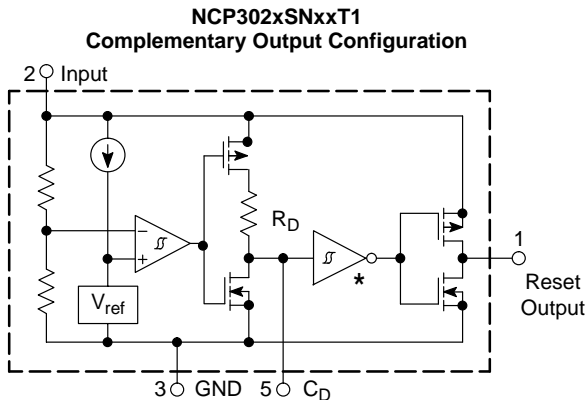 NCP302xSNxxT1
Complementary Output Configuration
2 Input
R_D
1
−
+
*
V_ref
Reset
Output
3 GND
5 C_D